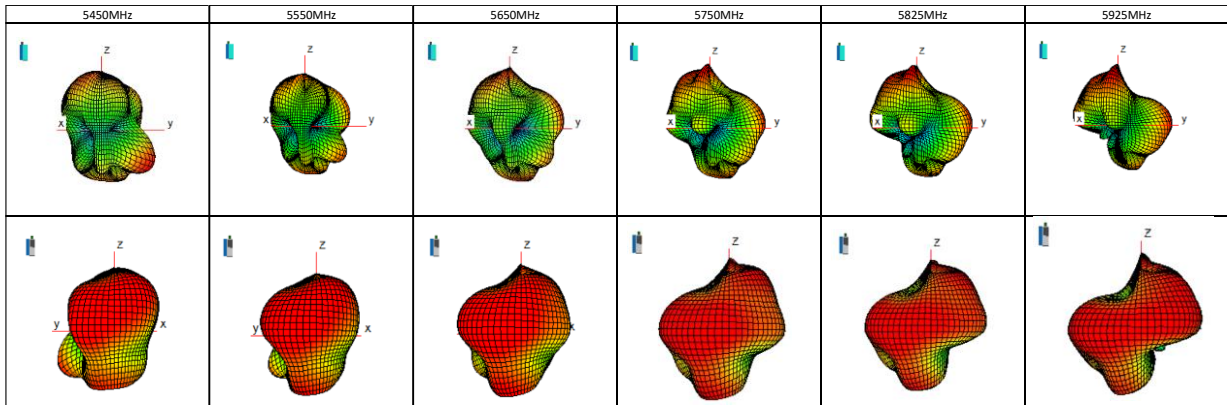 5450MHz 5550MHz 5650MHz 5750MHz 5825MHz 5925MHz
z z z z z z
x y x y x y x y x y x y
z z z z z z
y x y x x